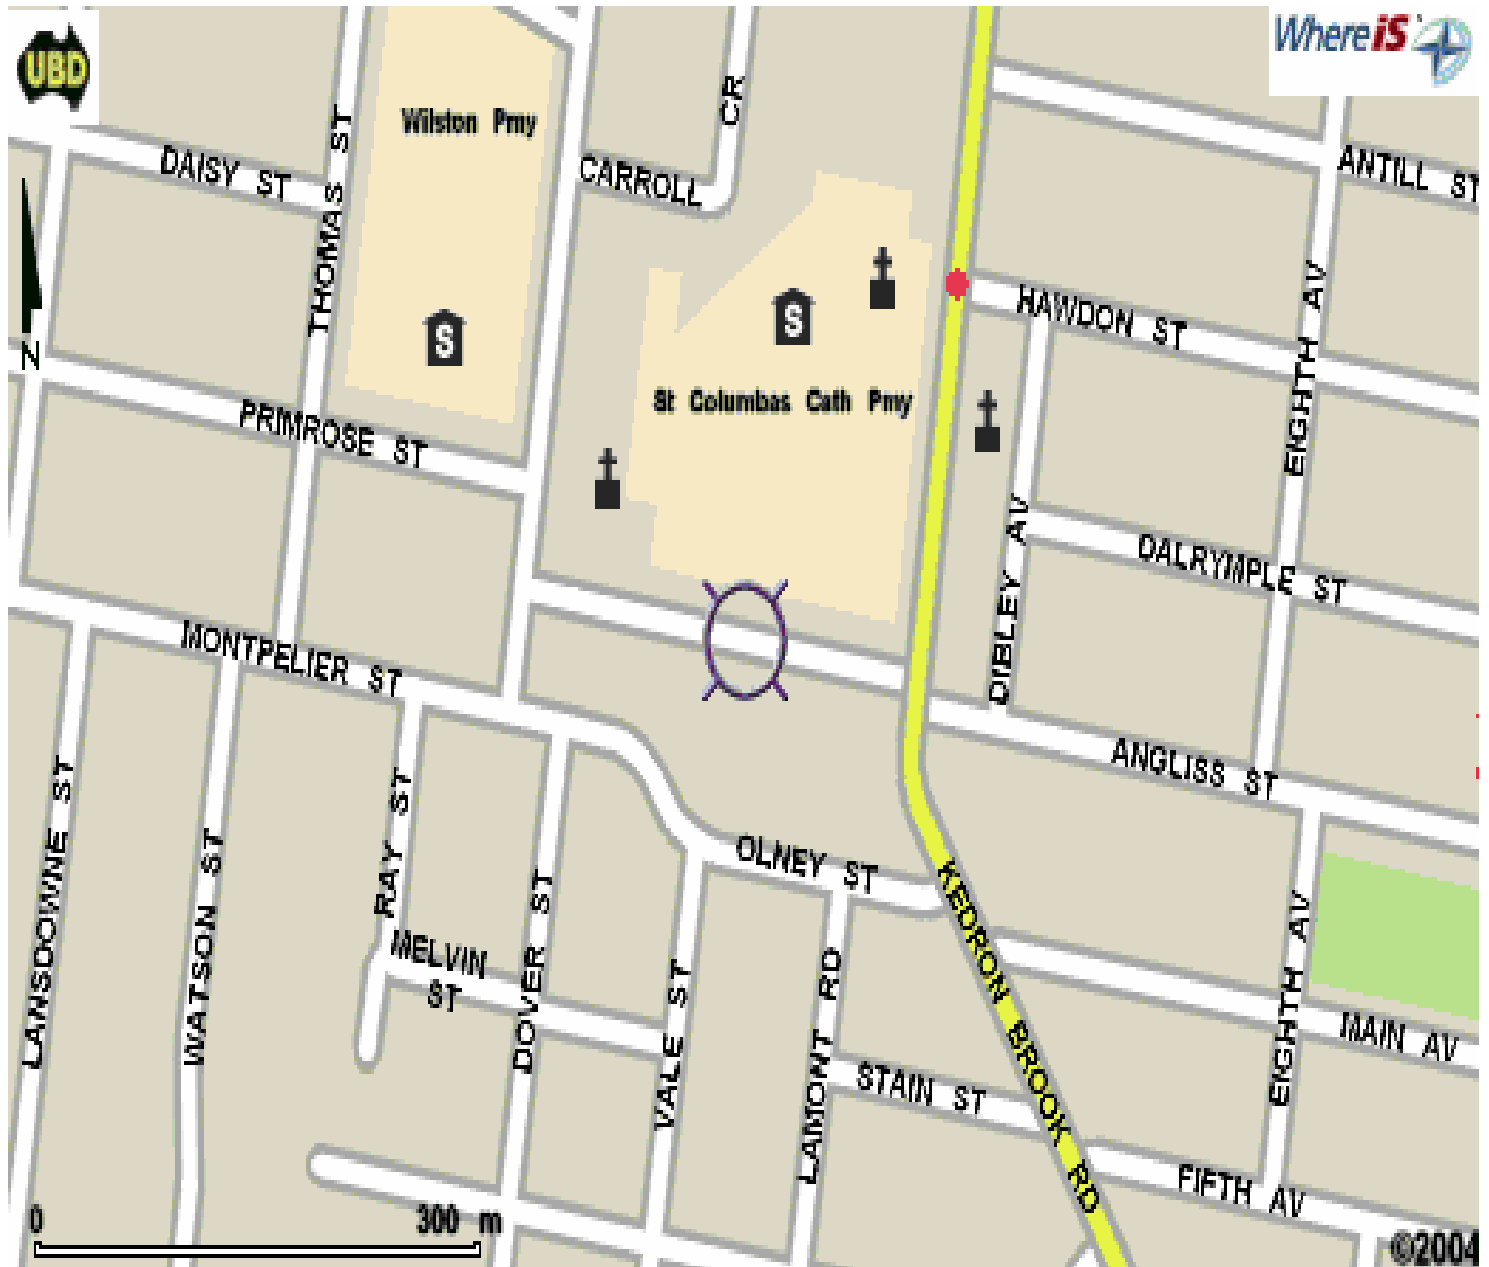 UBD
WhereiS
Wilston Pmy
CR
ST
THOMAS
DAISY ST
CARROLL
ANTILL ST
N
HAWDON ST
EIGHTH AV
PRIMROSE ST
St Columbas Cath Pmy
DALRYMPLE ST
DIBLEY AV
MONTPELIER ST
ANGLISS ST
LANSDOWNE ST
WATSON ST
RAY ST
DOVER ST
OLNEY ST
KEDRON BROOK RD
MELVIN
ST
VALE ST
LAMONT RD
EIGHTH AV
MAIN AV
STAIN ST
FIFTH AV
0
300 m
©2004